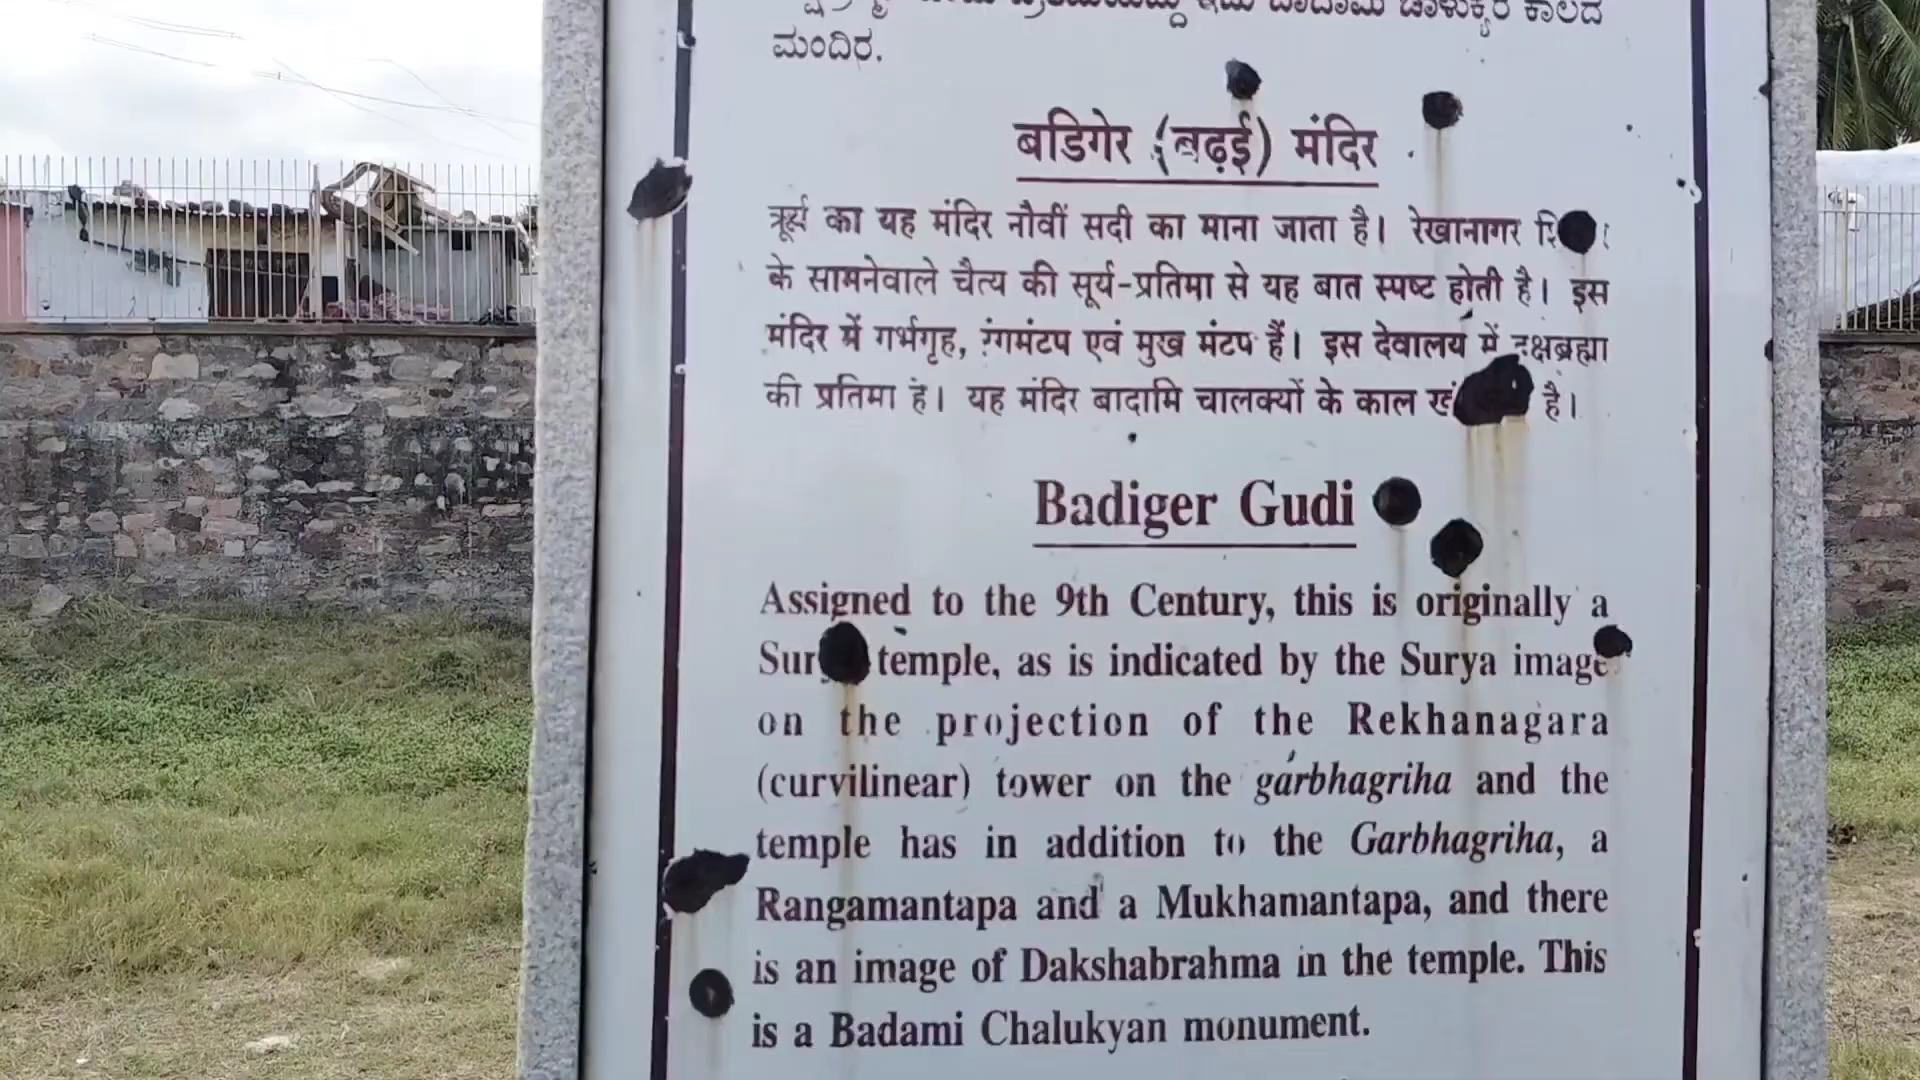 ಕಾಲದ
ಮಂದಿರ.
बडिगेर (बढ़ई) मंदिर
का यह मंदिर नौवीं सदी का माना जाता है। रेखानागर
के सामनेवाले चैत्य की सूर्य-प्रतिमा से यह बात स्पष्ट होती है। इस
मंदिर में गर्भगृह, रंगमंटप एवं मुख मंटप हैं। इस देवालय में
की प्रतिमा है। यह मंदिर बादामि चालक्यों के काल है।
Badiger Gudi
Assigned to the 9th Century, this is originally a
temple, as is indicated by the Surya image
on the projection of the Rekhanagara
(curvilinear) tower on the garbhagriha and the
temple has in addition to the Garbhagriha, a
Rangamantapa and a Mukhamantapa, and there
is an image of Dakshabrahma in the temple. This
is a Badami Chalukyan monument.